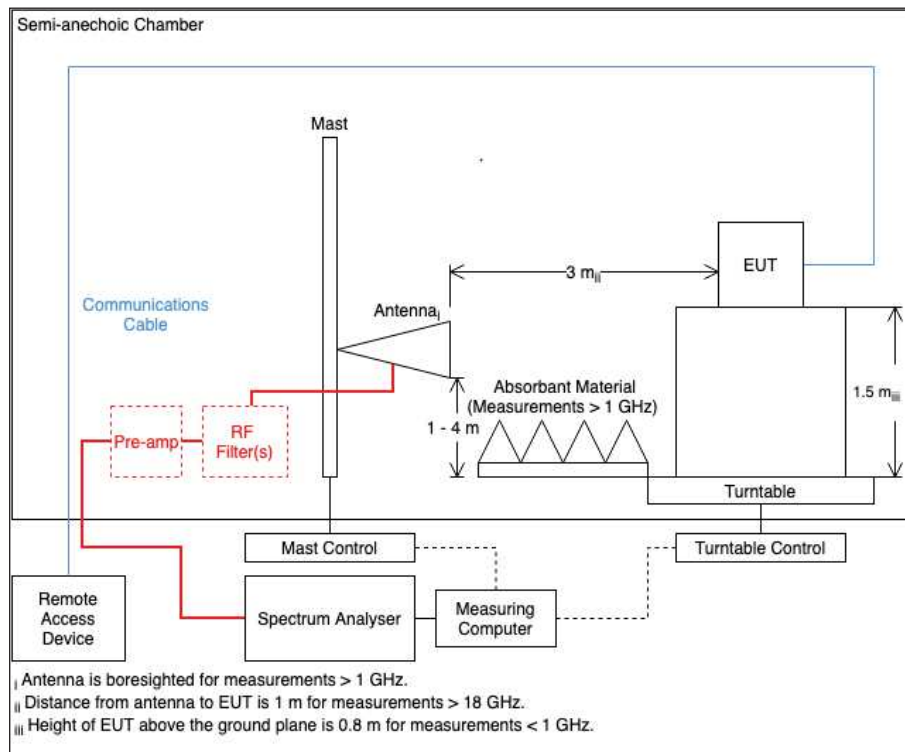 Semi-anechoic Chamber
Mast
EUT
3 m ii
Communications
Cable
Antenna i
Absorbant Material
(Measurements > 1 GHz)
1.5 m iii
1 - 4 m
Pre-amp
RF
Filter(s)
Turntable
Mast Control
Turntable Control
Remote
Access
Device
Spectrum Analyser
Measuring
Computer
i Antenna is boresighted for measurements > 1 GHz.
ii Distance from antenna to EUT is 1 m for measurements > 18 GHz.
iii Height of EUT above the ground plane is 0.8 m for measurements < 1 GHz.